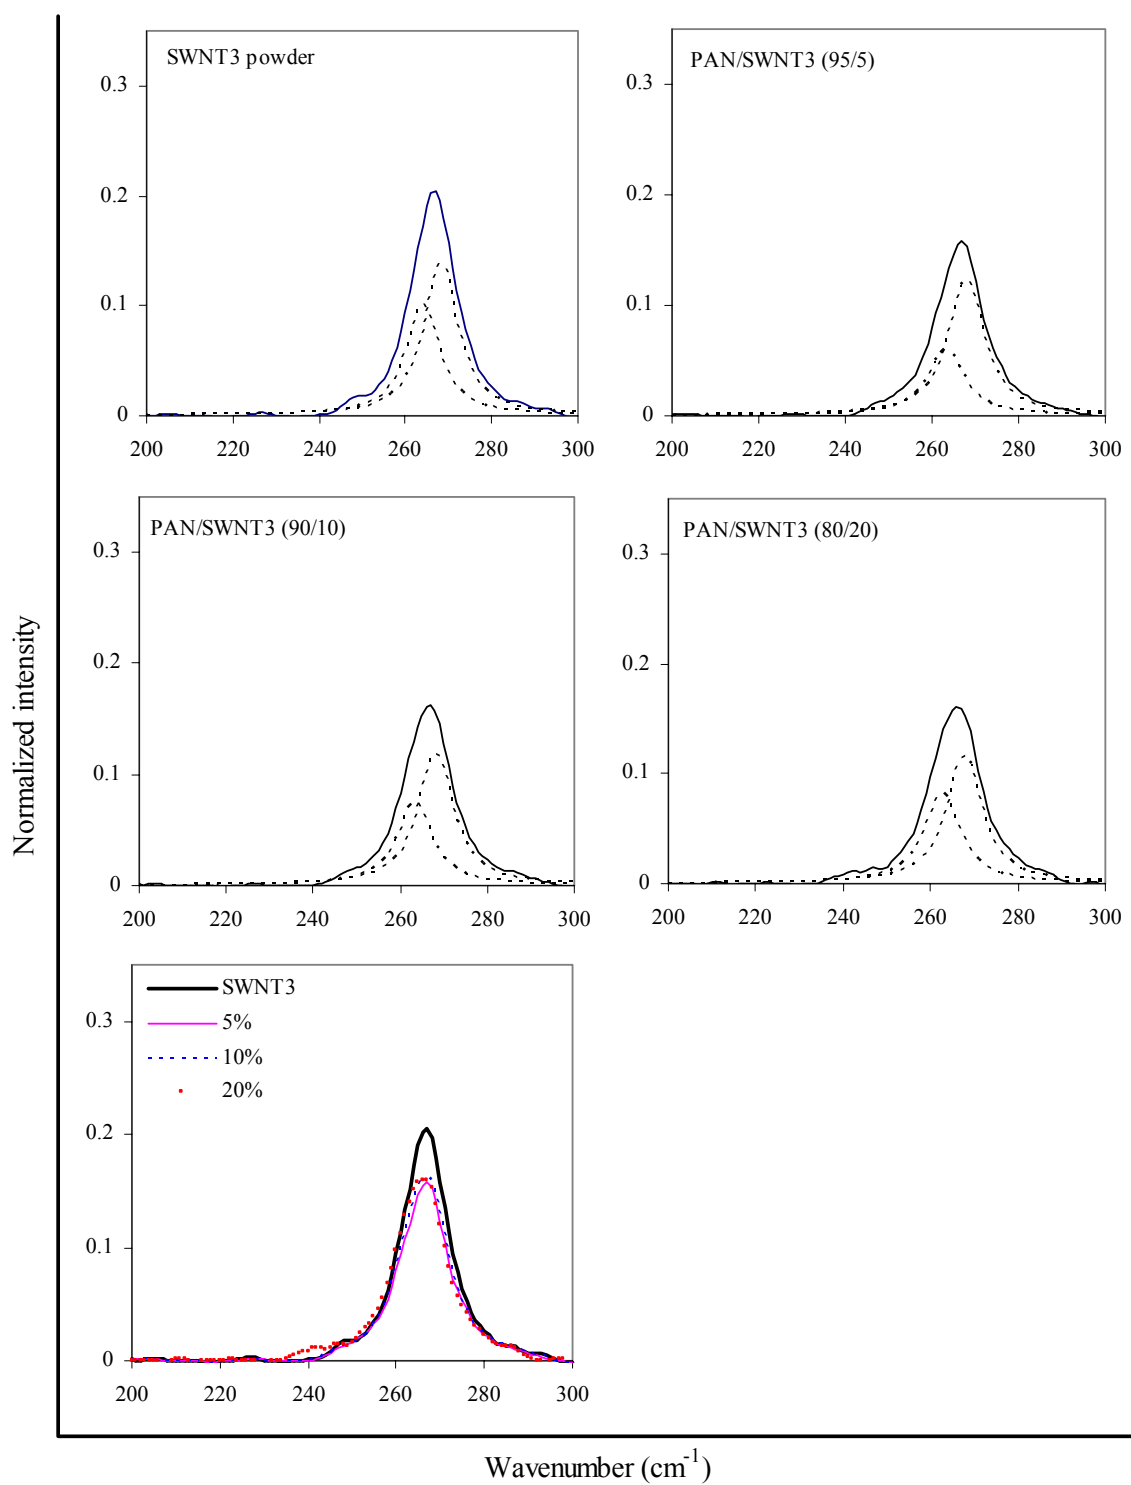 SWNT3 powder
0.3
0.2
0.1
0
200 220 240 260 280 300
PAN/SWNT3 (95/5)
0.3
0.2
0.1
0
200 220 240 260 280 300
PAN/SWNT3 (90/10)
0.3
0.2
0.1
0
200 220 240 260 280 300
PAN/SWNT3 (80/20)
0.3
0.2
0.1
0
200 220 240 260 280 300
SWNT3
5%
10%
20%
0.3
0.2
0.1
0
200 220 240 260 280 300
Normalized intensity
Wavenumber (cm⁻¹)